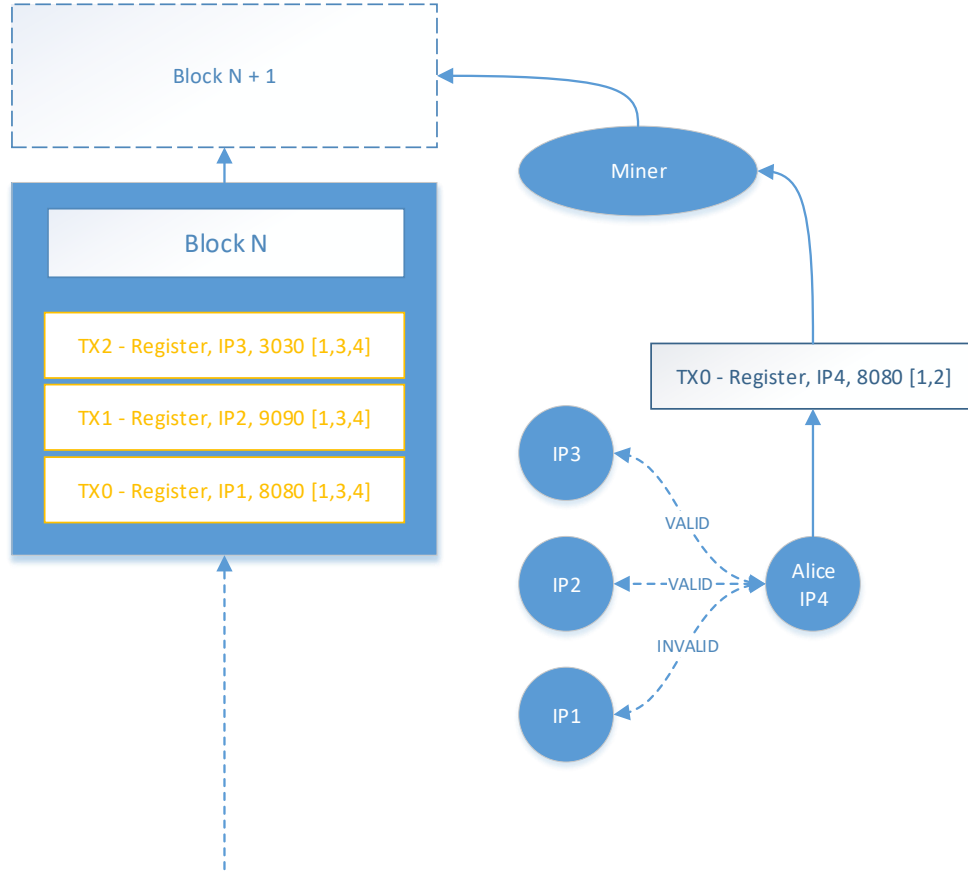 Block N + 1
Miner
Block N
TX2 - Register, IP3, 3030 [1,3,4]
TX1 - Register, IP2, 9090 [1,3,4]
TX0 - Register, IP1, 8080 [1,3,4]
TX0 - Register, IP4, 8080 [1,2]
IP3
VALID
IP2
VALID
Alice
IP4
INVALID
IP1